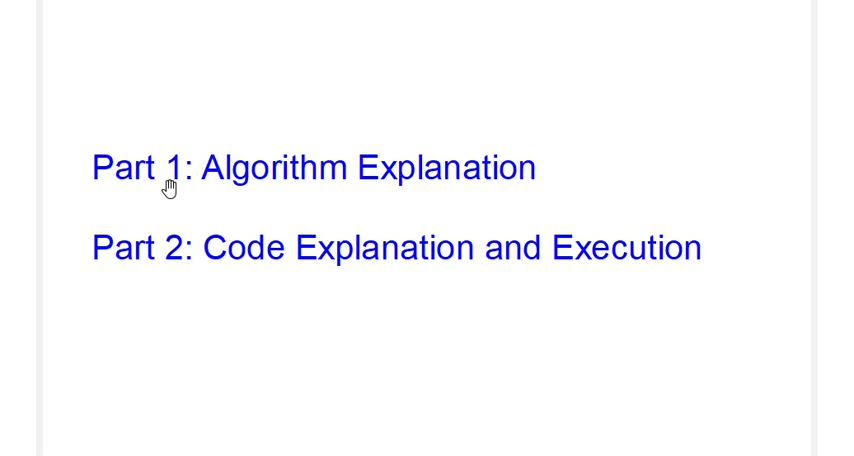 Part 1: Algorithm Explanation
Part 2: Code Explanation and Execution